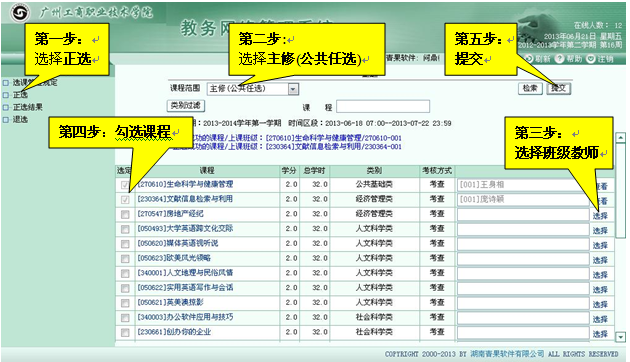 广州工商职业技术学院
教务网
在线人数： 12
2013年06月21日 星期五
2012-2013学年第二学期 第16周
青果软件: 问鼎!
刷新 帮助 注销
第一步：
选择正选
第二步：
选择主修(公共任选)
第五步：
提交
选课
规定
正选
正选结果
退选
课程范围 主修(公共任选) 检索 提交
类别过滤 课 程
：2013-2014学年第一学期 时间区段：2013-06-18 07:00--2013-07-22 23:59
成功的课程/上课班级：[270610]生命科学与健康管理/270610-001
成功的课程/上课班级：[230364]文献信息检索与利用/230364-001
第四步：勾选课程
第三步：
选择班级教师
选定 课程 学分 总学时 类别 考核方式
[270610]生命科学与健康管理 2.0 32.0 公共基础类 考查 [001]王身相 查看
[230364]文献信息检索与利用 2.0 32.0 经济管理类 考查 [001]庞诗颖 查看
[270547]房地产经纪 2.0 32.0 经济管理类 考查 选择
[050493]大学英语跨文化交际 2.0 32.0 人文科学类 考查 选择
[050620]媒体英语视听说 2.0 32.0 人文科学类 考查 选择
[050623]欧美风光领略 2.0 32.0 人文科学类 考查 选择
[340001]人文地理与民俗风情 2.0 32.0 人文科学类 考查 选择
[050622]实用英语写作与会话 2.0 32.0 人文科学类 考查 选择
[050621]英美澳掠影 2.0 32.0 人文科学类 考查 选择
[340003]办公软件应用与技巧 2.0 32.0 社会科学类 考查 选择
[230661]创办你的企业 2.0 32.0 社会科学类 考查 选择
COPYRIGHT 2000-2013 BY 湖南青果软件有限公司 ALL RIGHTS RESERVED